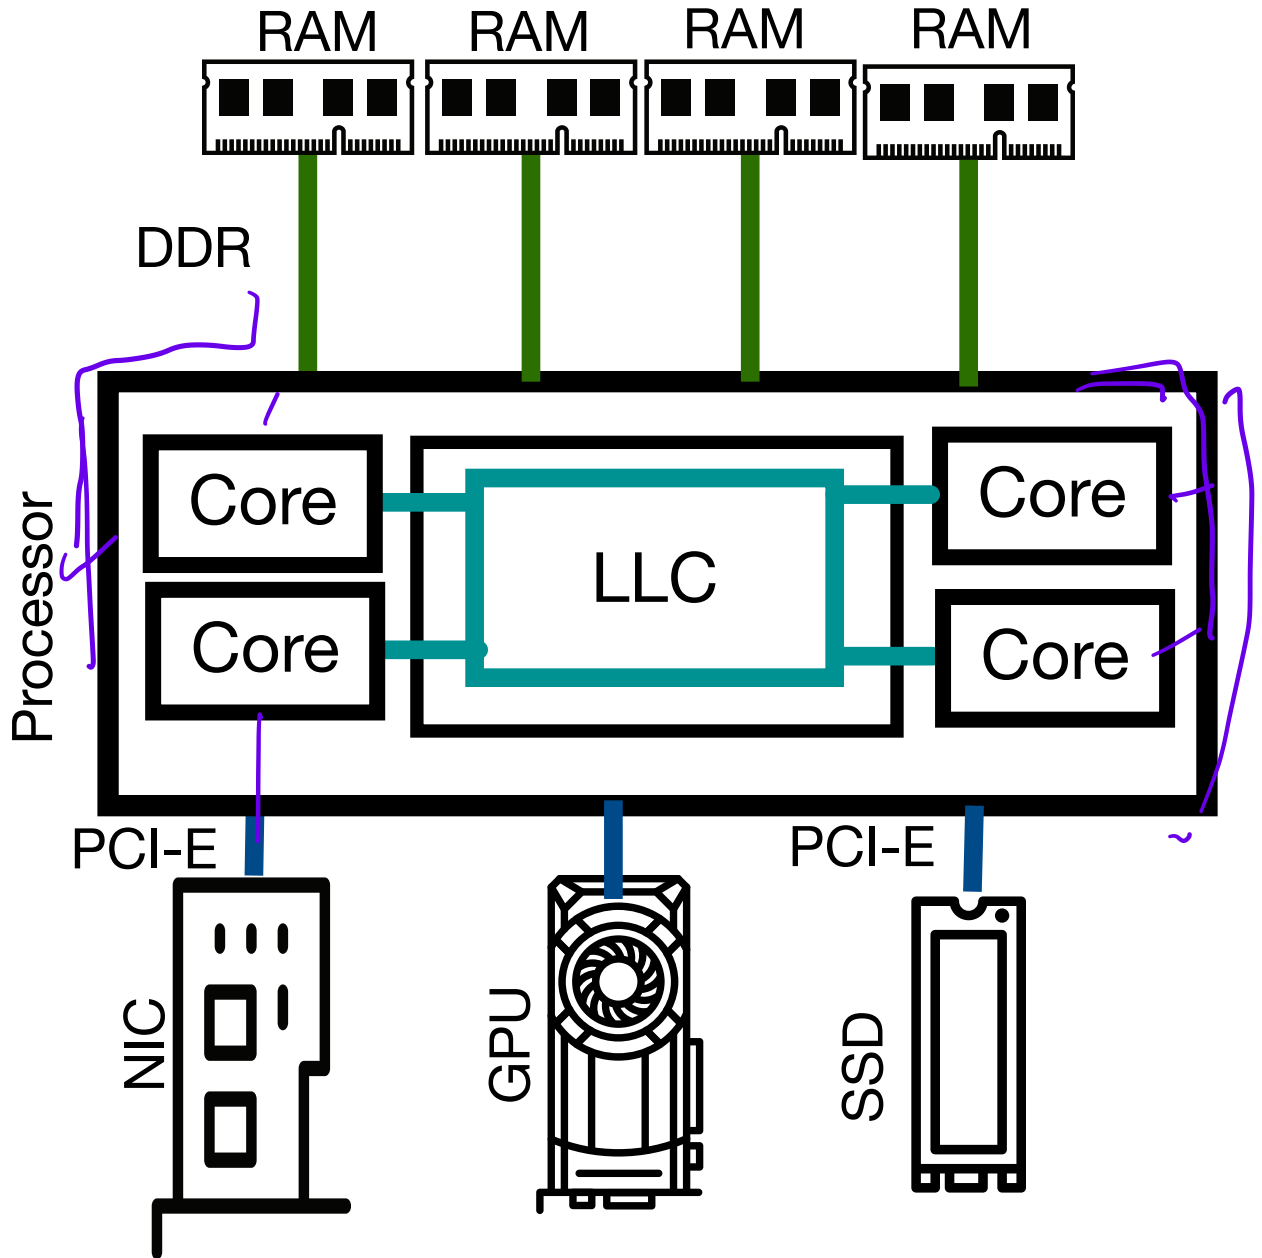 RAM
RAM
RAM
RAM
DDR
Processor
Core
LLC
Core
Core
Core
PCI-E
PCI-E
NIC
GPU
SSD